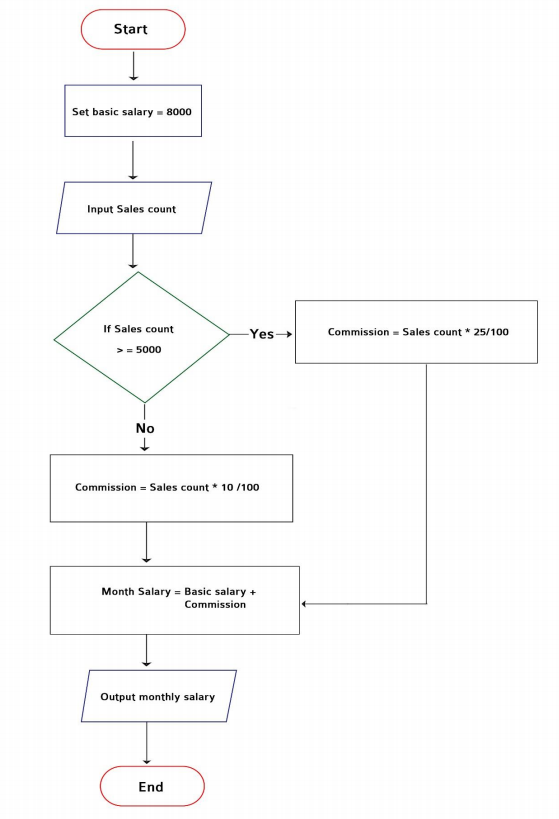 Start
Set basic salary = 8000
Input Sales count
If Sales count
> = 5000
Yes
Commission = Sales count * 25/100
No
Commission = Sales count * 10 /100
Month Salary = Basic salary +
Commission
Output monthly salary
End